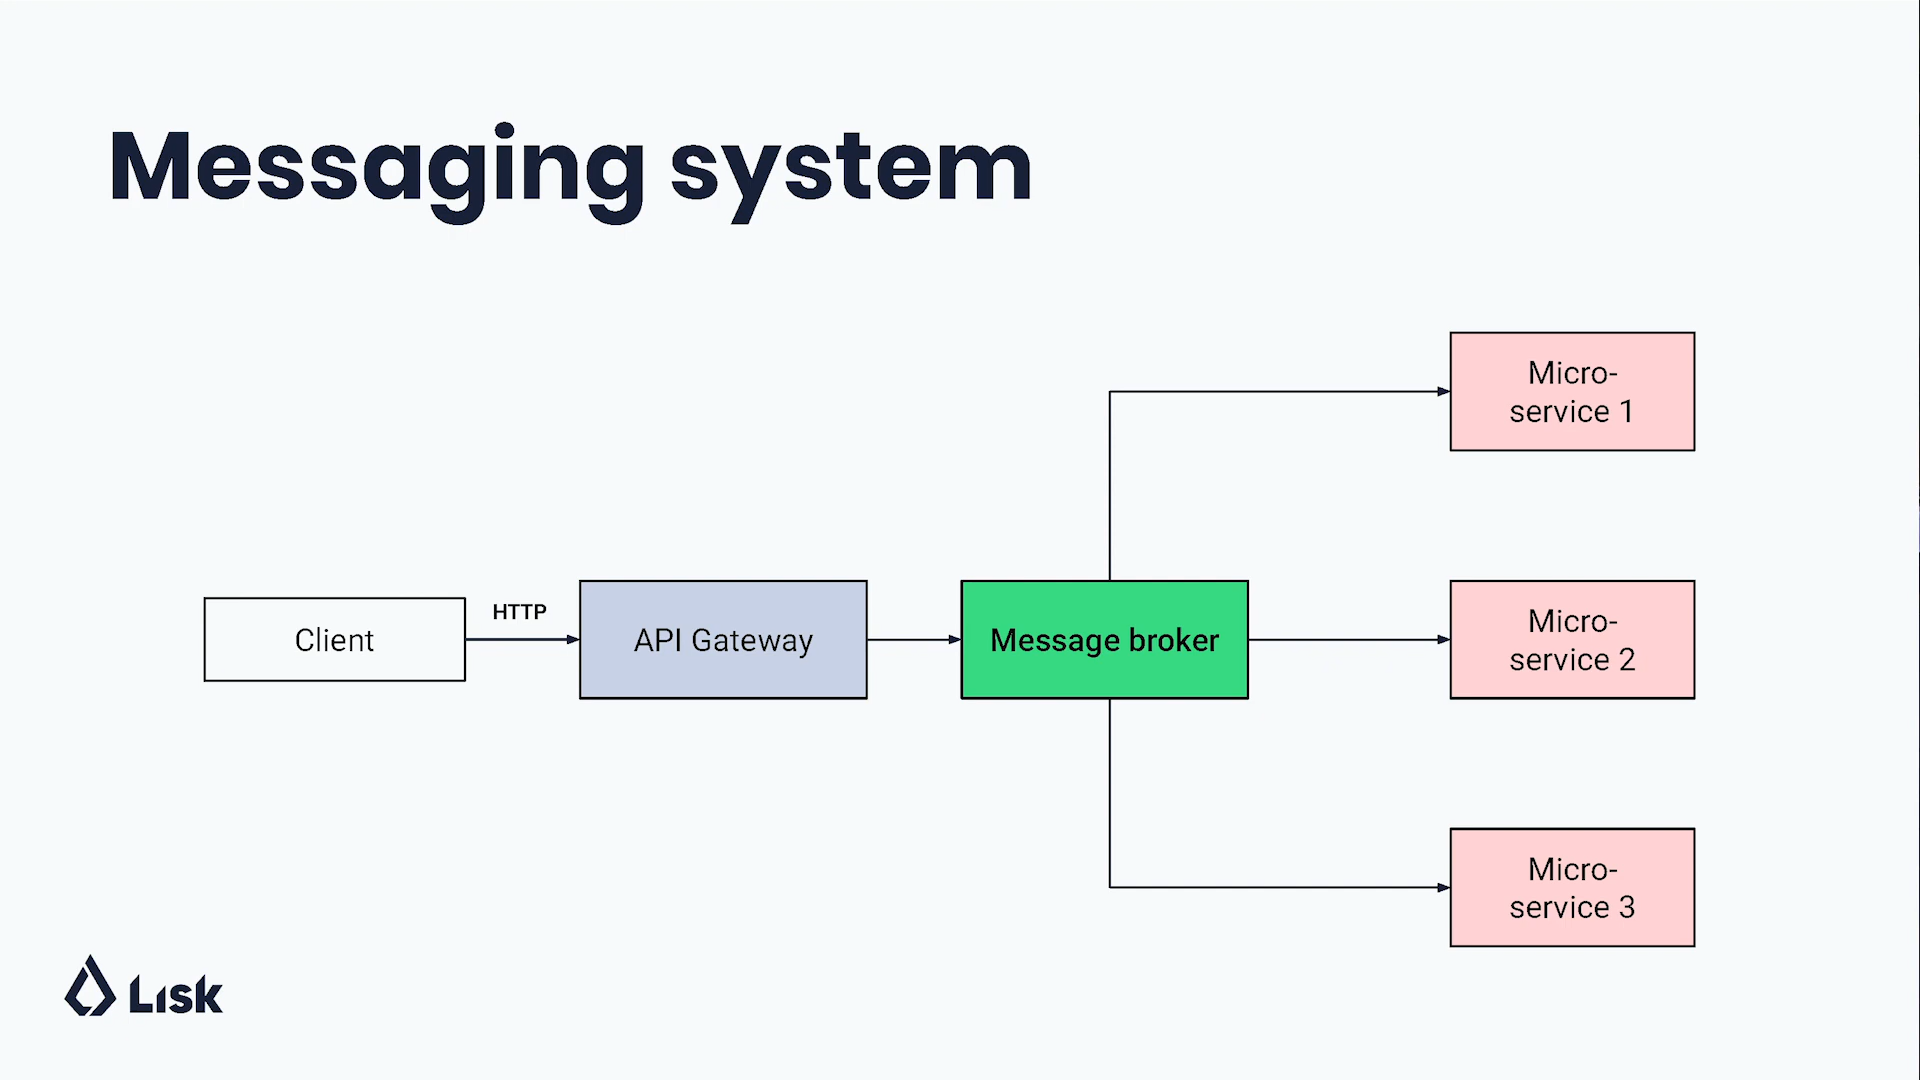 Messaging system
Micro-
service 1
Client
HTTP
API Gateway
Message broker
Micro-
service 2
Micro-
service 3
Lisk